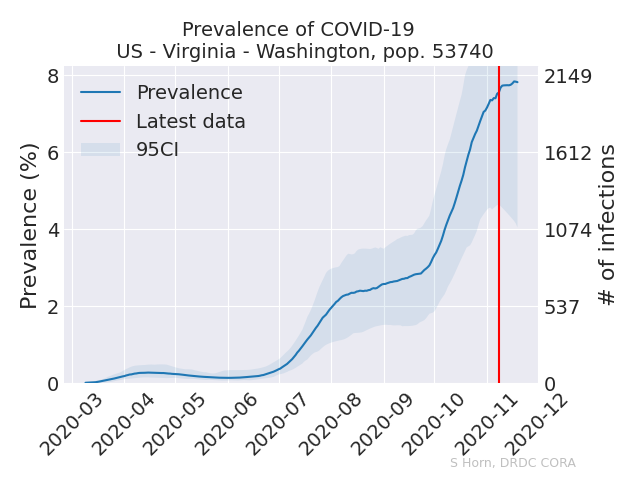 Prevalence of COVID-19
US - Virginia - Washington, pop. 53740
Prevalence
Latest data
95CI
Prevalence (%)
8
6
4
2
0
2149
1612
1074
537
0
# of infections
2020-03
2020-04
2020-05
2020-06
2020-07
2020-08
2020-09
2020-10
2020-11
2020-12
S Horn, DRDC CORA